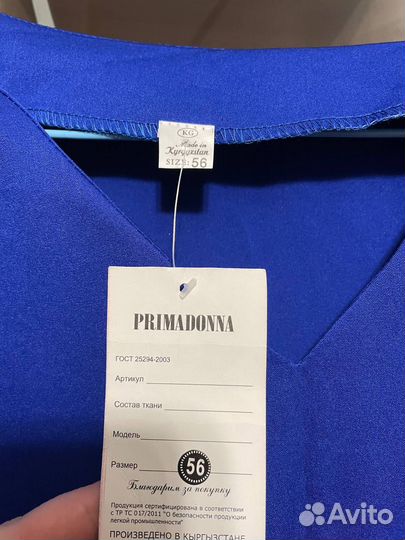 KG
Made in
Kyrgyzstan
SIZE: 56
PRIMADONNA
ГОСТ 25294-2003
Артикул
Состав ткани
Модель
Размер 56
Благодарим за покупку
Продукция сертифицирована в соответствии
с ТР ТС 017/2011 "О безопасности продукции
легкой промышленности"
ПРОИЗВЕДЕНО В КЫРГЫЗСТАНЕ
Avito